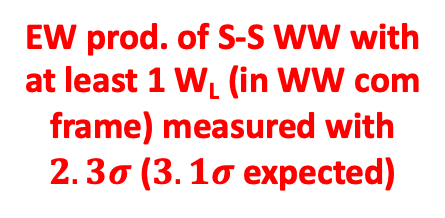 EW prod. of S-S WW with
at least 1 W_L (in WW com
frame) measured with
2. 3σ (3. 1σ expected)